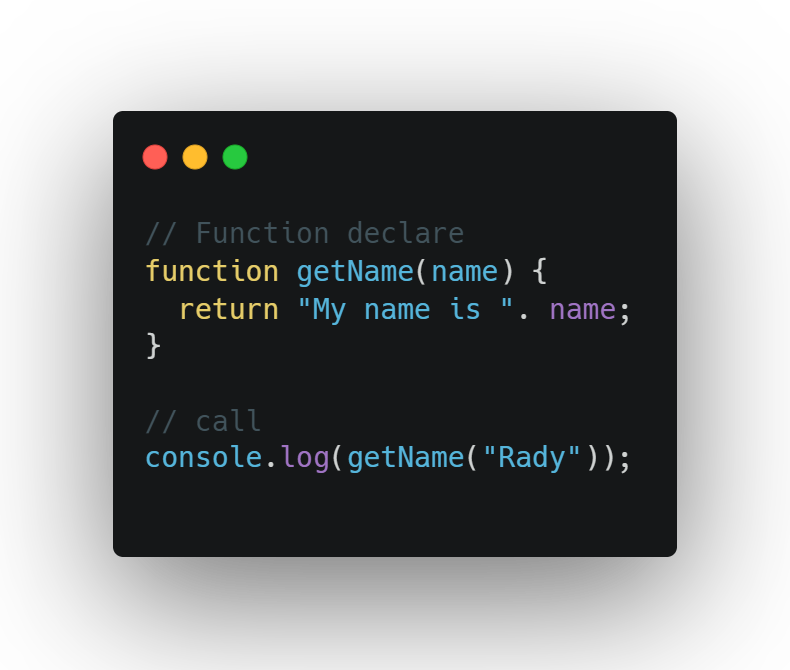 // Function declare
function getName(name) {
  return "My name is ". name;
}
// call
console.log(getName("Rady"));